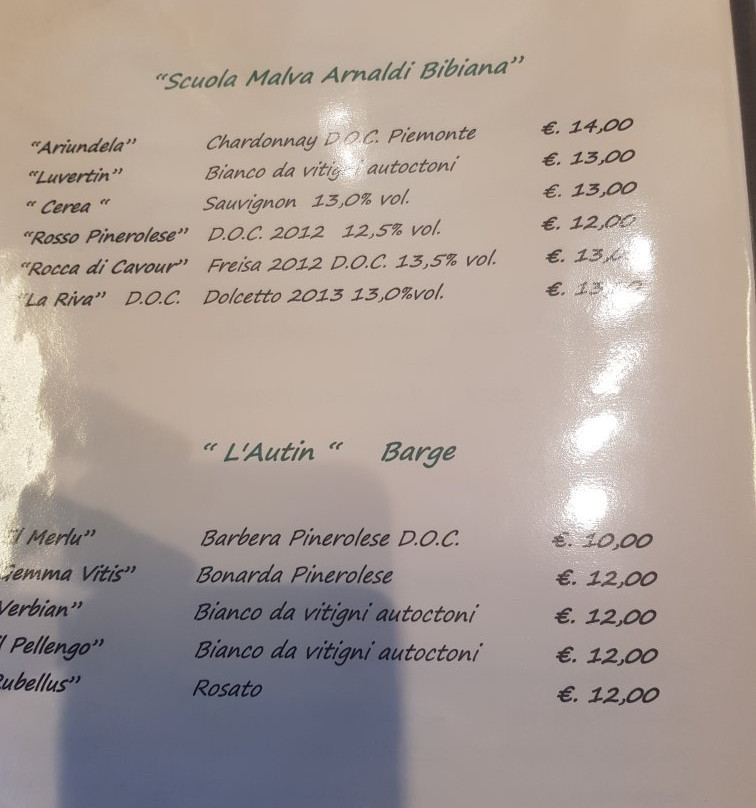 “Scuola Malva Arnaldi Bibiana”
“Ariundela” Chardonnay D.O.C. Piemonte €. 14,00
“Luvertin” Bianco da vitigni autoctoni €. 13,00
“ Cerea “ Sauvignon 13,0% vol. €. 13,00
“Rosso Pinerolese” D.O.C. 2012 12,5% vol. €. 12,00
“Rocca di Cavour” Freisa 2012 D.O.C. 13,5% vol. €.
“La Riva” D.O.C. Dolcetto 2013 13,0%vol. €.
“ L'Autin “ Barge
Merlu” Barbera Pinerolese D.O.C. €. 10,00
Gemma Vitis” Bonarda Pinerolese €. 12,00
Verbian” Bianco da vitigni autoctoni €. 12,00
Pellengo” Bianco da vitigni autoctoni €. 12,00
Rubellus” Rosato €. 12,00